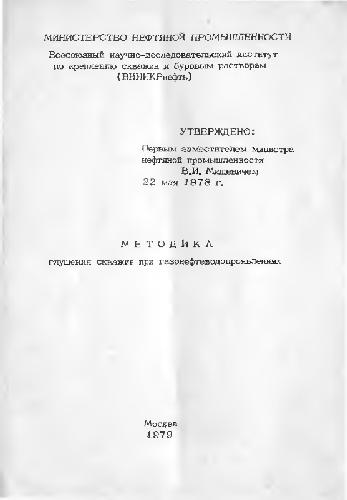 МИНИСТЕРСТВО НЕФТЯНОЙ ПРОМЫШЛЕННОСТИ
Всесоюзный научно-исследовательский институт
по креплению скважин и буровым растворам
(ВНИИКРнефть)
УТВЕРЖДЕНО:
Первым заместителем министра
нефтяной промышленности
В.И. Мищевичем
22 мая 1978 г.
МЕТОДИКА
глушения скважин при газонефтеводопроявлениях
Москва
1979